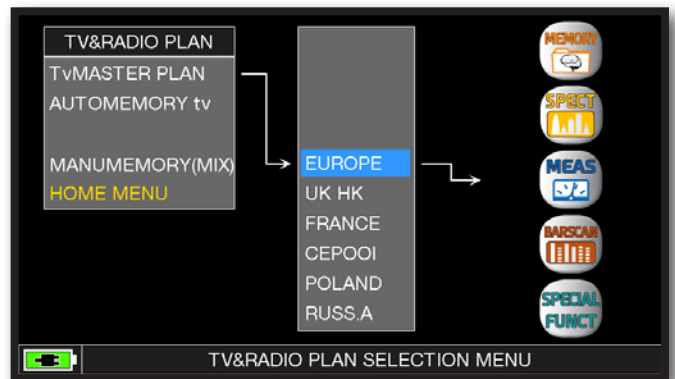 TV&RADIO PLAN
TvMASTER PLAN
AUTOMEMORY tv
MANUMEMORY(MIX)
HOME MENU
EUROPE
UK HK
FRANCE
CEPOOI
POLAND
RUSS.A
MEMORY
SPECT
MEAS
BARSCAN
SPECIAL
FUNCT
TV&RADIO PLAN SELECTION MENU